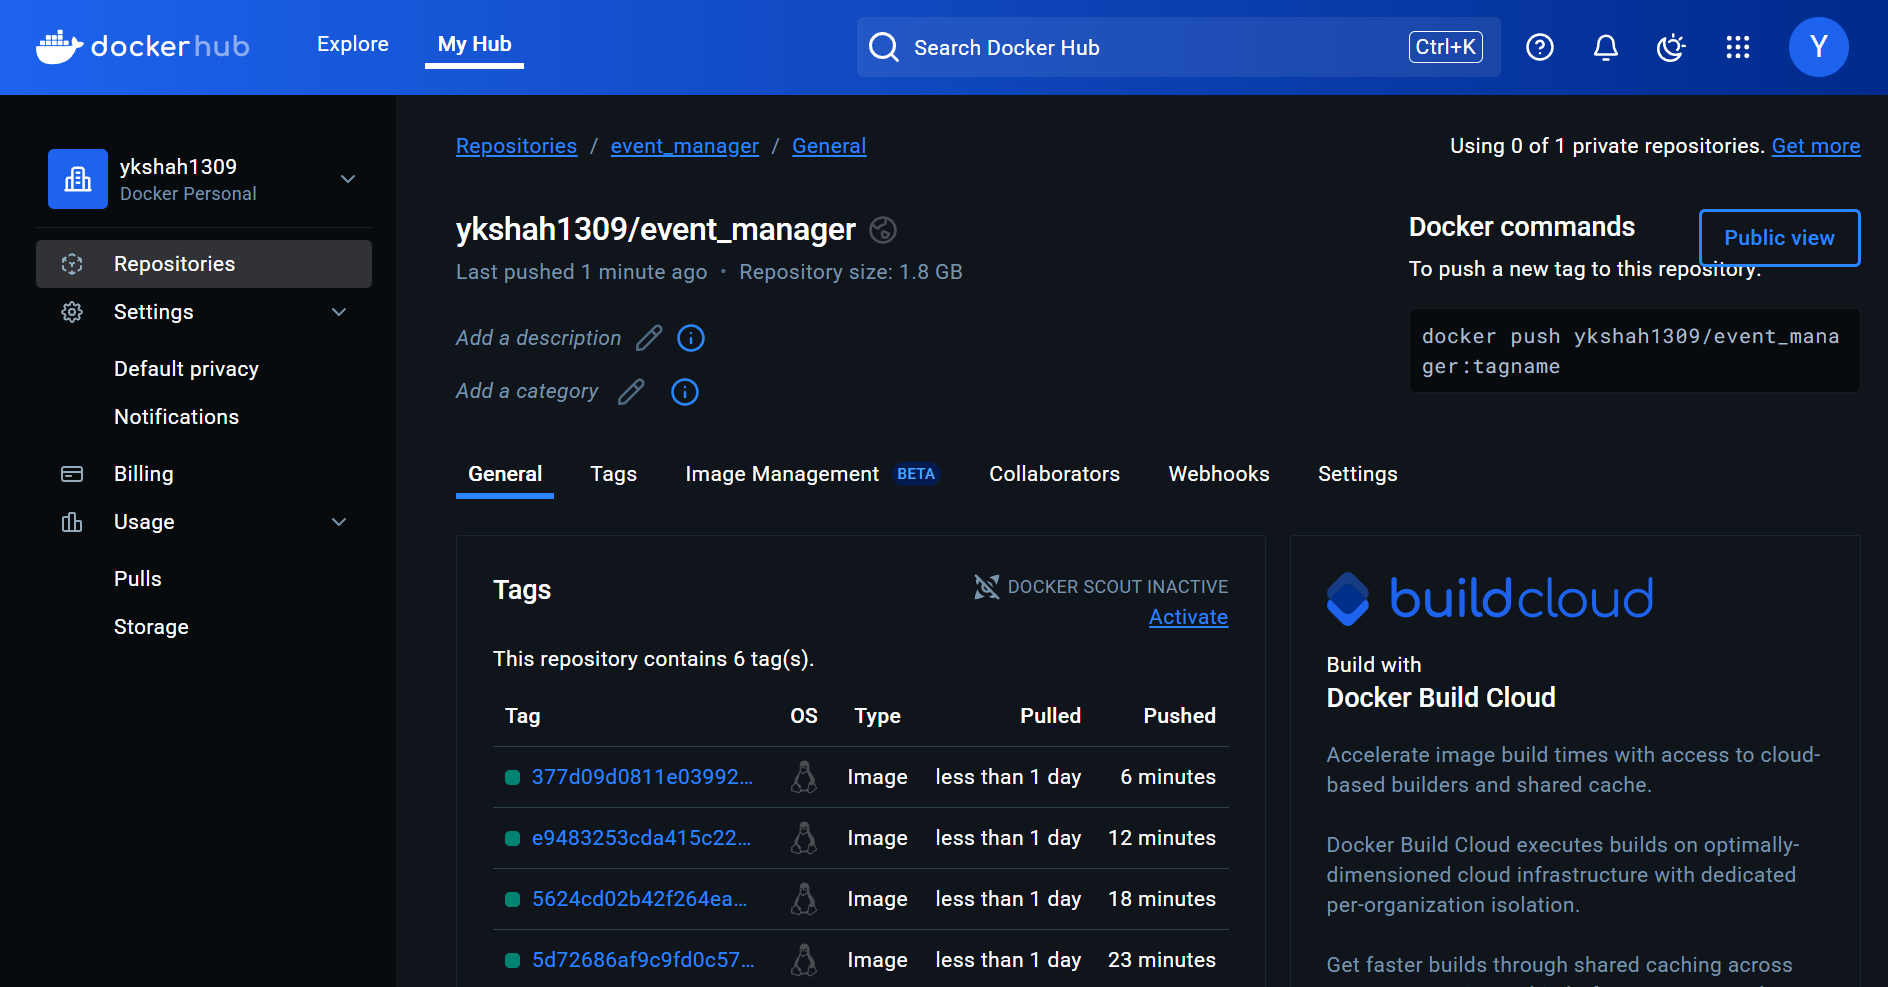 dockerhub
Explore
My Hub
Search Docker Hub
Ctrl+K
Y
ykshah1309
Docker Personal
Repositories
Settings
Default privacy
Notifications
Billing
Usage
Pulls
Storage
Repositories / event_manager / General
Using 0 of 1 private repositories. Get more
ykshah1309/event_manager
Last pushed 1 minute ago • Repository size: 1.8 GB
Add a description
Add a category
Docker commands
Public view
To push a new tag to this repository:
docker push ykshah1309/event_mana
ger:tagname
General Tags Image Management BETA Collaborators Webhooks Settings
Tags
DOCKER SCOUT INACTIVE
Activate
This repository contains 6 tag(s).
Tag OS Type Pulled Pushed
377d09d0811e03992... Image less than 1 day 6 minutes
e9483253cda415c22... Image less than 1 day 12 minutes
5624cd02b42f264ea... Image less than 1 day 18 minutes
5d72686af9c9fd0c57... Image less than 1 day 23 minutes
buildcloud
Build with
Docker Build Cloud
Accelerate image build times with access to cloud-
based builders and shared cache.
Docker Build Cloud executes builds on optimally-
dimensioned cloud infrastructure with dedicated
per-organization isolation.
Get faster builds through shared caching across